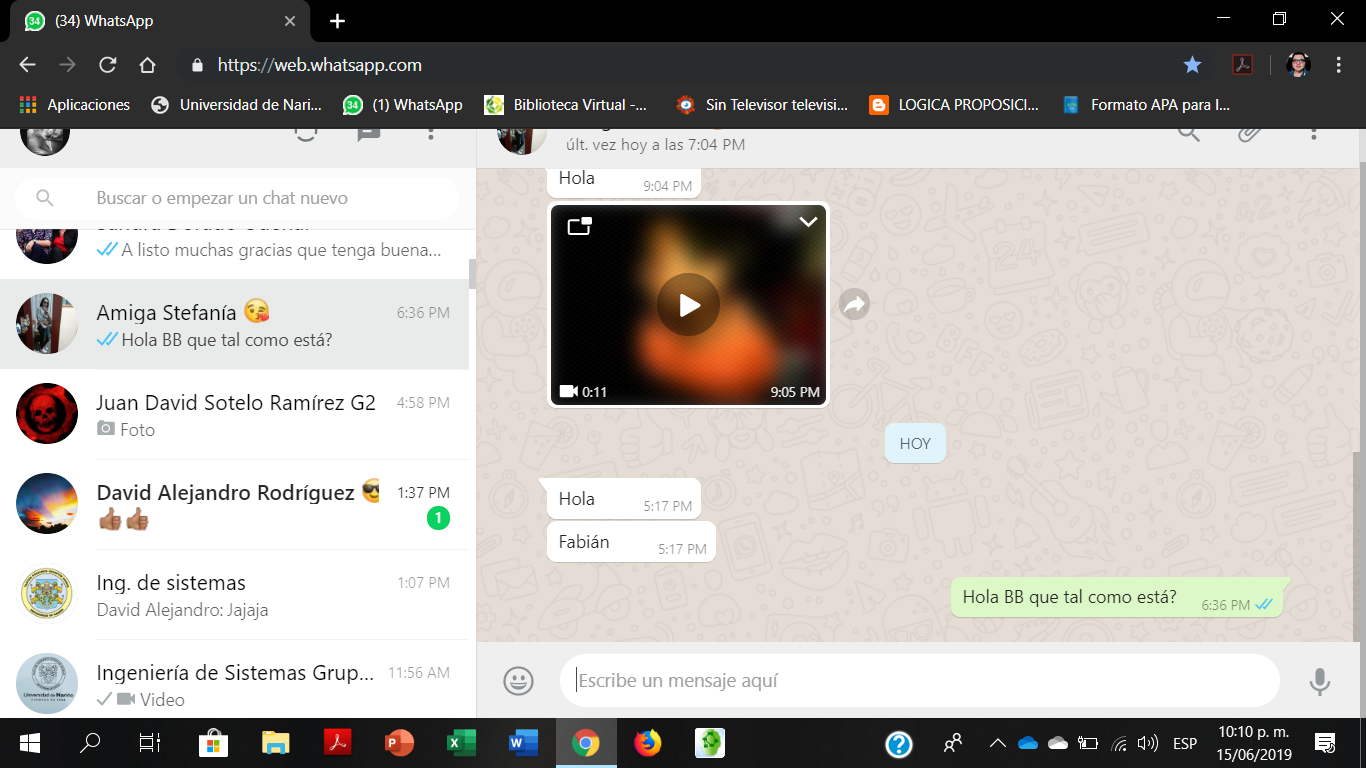 (34) WhatsApp
https://web.whatsapp.com
Aplicaciones
Universidad de Nari...
(1) WhatsApp
Biblioteca Virtual -...
Sin Televisor televisi...
LOGICA PROPOSICI...
Formato APA para I...
Buscar o empezar un chat nuevo
A listo muchas gracias que tenga buena...
Amiga Stefanía 😘
6:36 PM
Hola BB que tal como está?
Juan David Sotelo Ramírez G2
4:58 PM
Foto
David Alejandro Rodríguez 😎
1:37 PM
👍🏽👍🏽
1
Ing. de sistemas
1:07 PM
David Alejandro: Jajaja
Ingeniería de Sistemas Grup...
11:56 AM
Video
últ. vez hoy a las 7:04 PM
Hola
9:04 PM
0:11
9:05 PM
HOY
Hola
5:17 PM
Fabián
5:17 PM
Hola BB que tal como está?
6:36 PM
Escribe un mensaje aquí
ESP
10:10 p. m.
15/06/2019